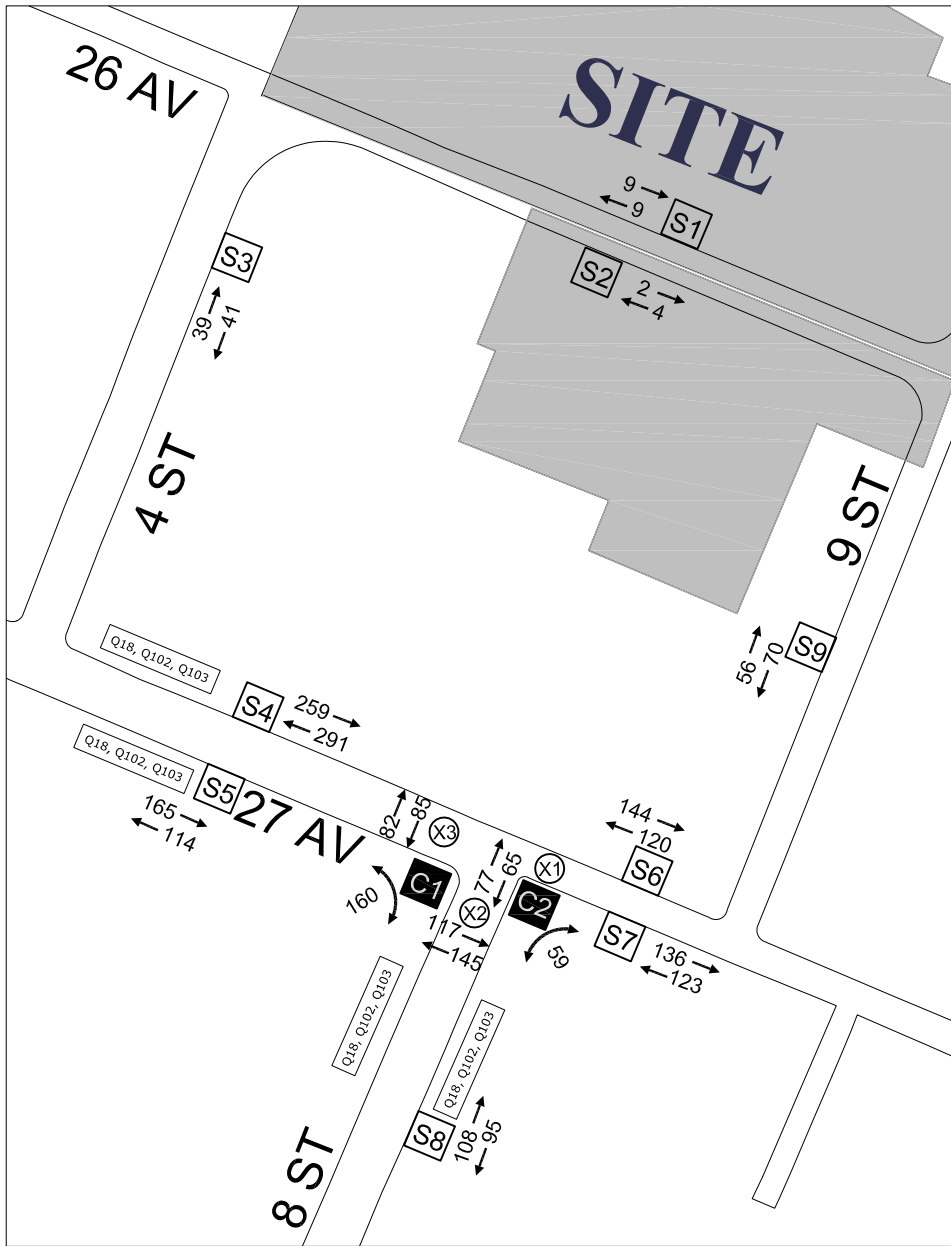 26 AV
SITE
9
9
S1
S2
2
4
S3
39
41
4 ST
9 ST
Q18, Q102, Q103
S4
259
291
56
70
S9
Q18, Q102, Q103
S5
165
114
27 AV
82
85
X3
144
120
S6
77
65
X1
C1
160
C2
X2
117
145
59
S7
136
123
Q18, Q102, Q103
Q18, Q102, Q103
S8
108
95
8 ST